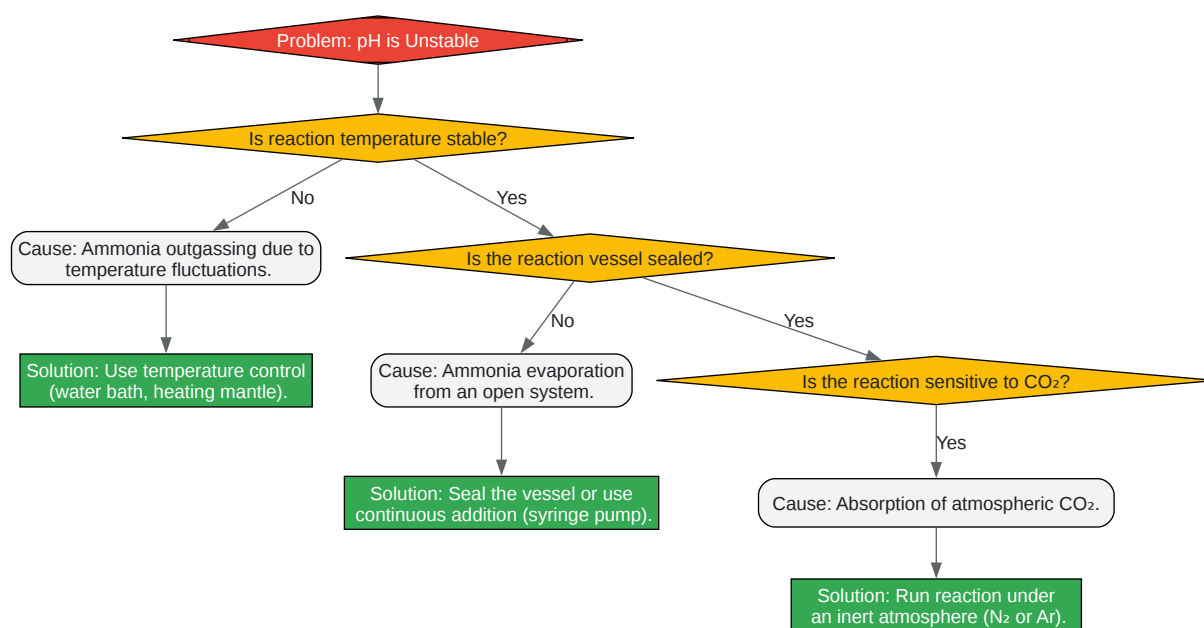 Problem: pH is Unstable
Is reaction temperature stable?
No
Yes
Cause: Ammonia outgassing due to
temperature fluctuations.
Is the reaction vessel sealed?
No
Yes
Solution: Use temperature control
(water bath, heating mantle).
Cause: Ammonia evaporation
from an open system.
Is the reaction sensitive to CO₂?
Yes
Solution: Seal the vessel or use
continuous addition (syringe pump).
Cause: Absorption of atmospheric CO₂.
Solution: Run reaction under
an inert atmosphere (N₂ or Ar).